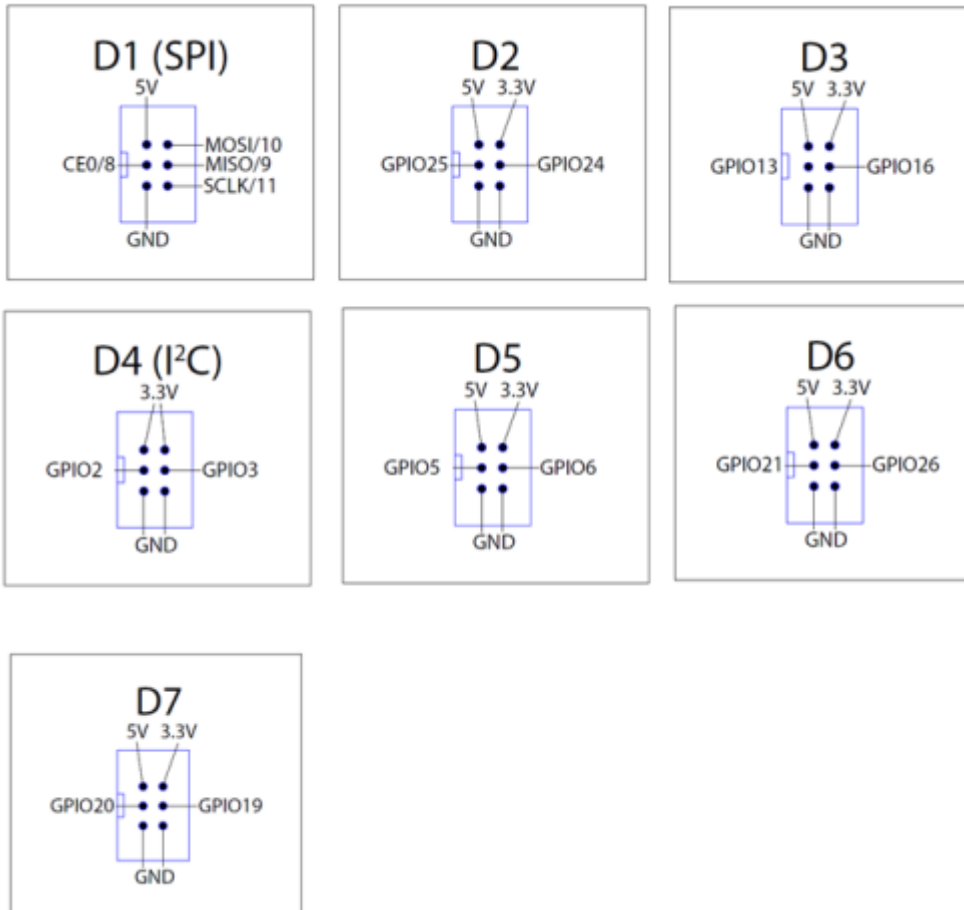 D1 (SPI)
5V
MOSI/10
CE0/8 MISO/9
SCLK/11
GND
D2
5V 3.3V
GPIO25 GPIO24
GND
D3
5V 3.3V
GPIO13 GPIO16
GND
D4 (I²C)
3.3V
GPIO2 GPIO3
GND
D5
5V 3.3V
GPIO5 GPIO6
GND
D6
5V 3.3V
GPIO21 GPIO26
GND
D7
5V 3.3V
GPIO20 GPIO19
GND